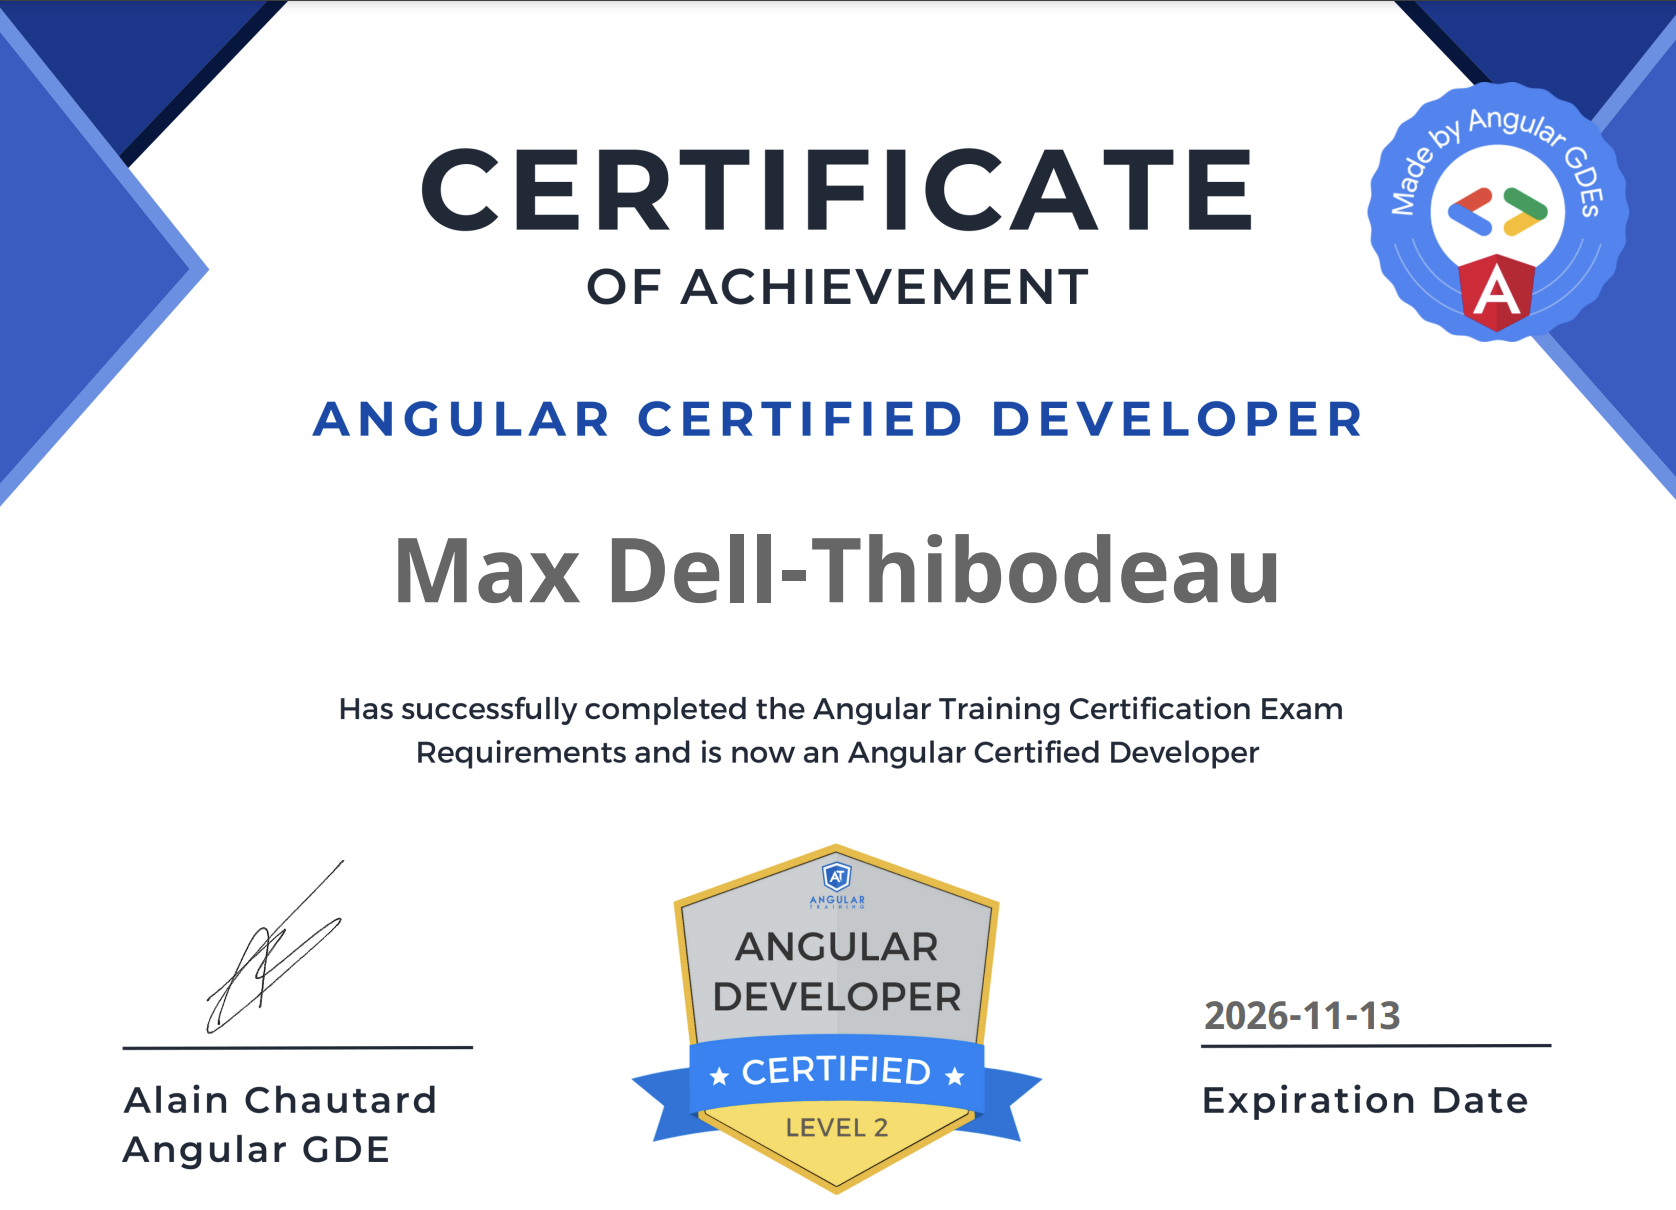 CERTIFICATE
OF ACHIEVEMENT
Made by Angular GDEs
A
ANGULAR CERTIFIED DEVELOPER
Max Dell-Thibodeau
Has successfully completed the Angular Training Certification Exam
Requirements and is now an Angular Certified Developer
AT
ANGULAR
TRAINING
ANGULAR
DEVELOPER
CERTIFIED
LEVEL 2
Alain Chautard
Angular GDE
2026-11-13
Expiration Date